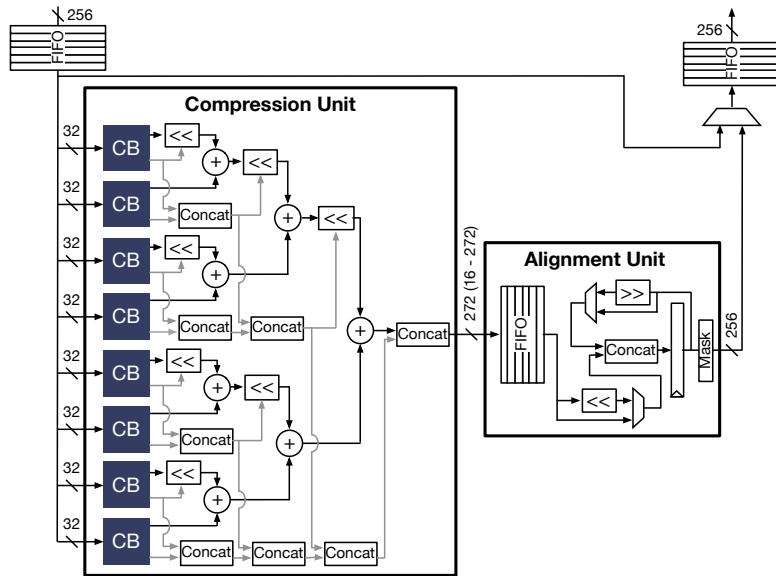 256
FIFO
256
FIFO
Compression Unit
32
CB
<<
<<
+
32
CB
Concat
+
<<
32
CB
<<
+
32
CB
Concat
Concat
+
Concat
272 (16 - 272)
32
CB
<<
+
<<
32
CB
Concat
+
32
CB
<<
+
32
CB
Concat
Concat
Concat
Alignment Unit
FIFO
>>
Concat
<<
Mask
256